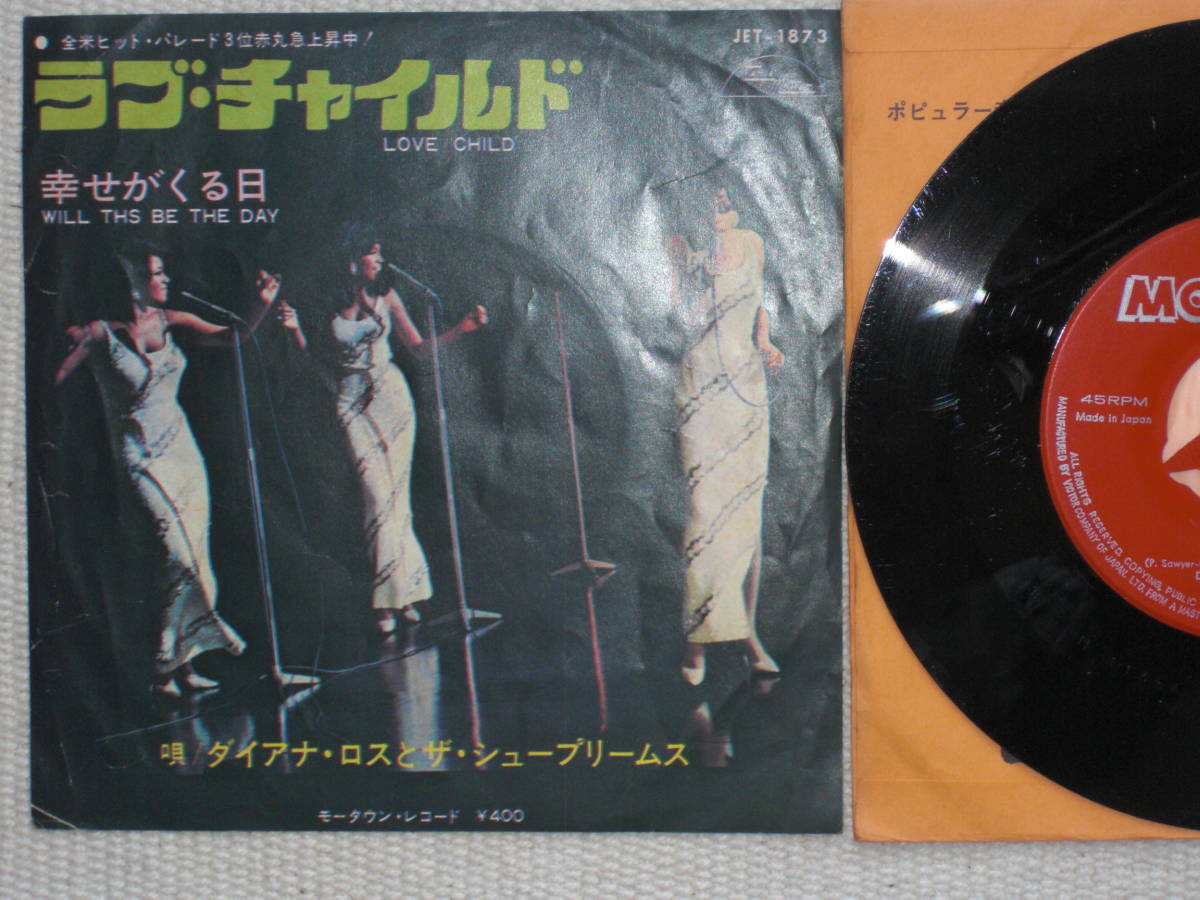 ● 全米ヒット・パレード3位赤丸急上昇中!
JET-1873
ラブ・チャイルド
LOVE CHILD
幸せがくる日
WILL THS BE THE DAY
唄/ダイアナ・ロスとザ・シュープリームス
モータウン・レコード ¥400
ポピュラー
MO
45RPM
Made in Japan
ALL RIGHTS RESERVED. COPYING, PUBLIC
MANUFACTURED BY VICTOR COMPANY OF JAPAN, LTD. FROM A MAST
(P. Sawyer-